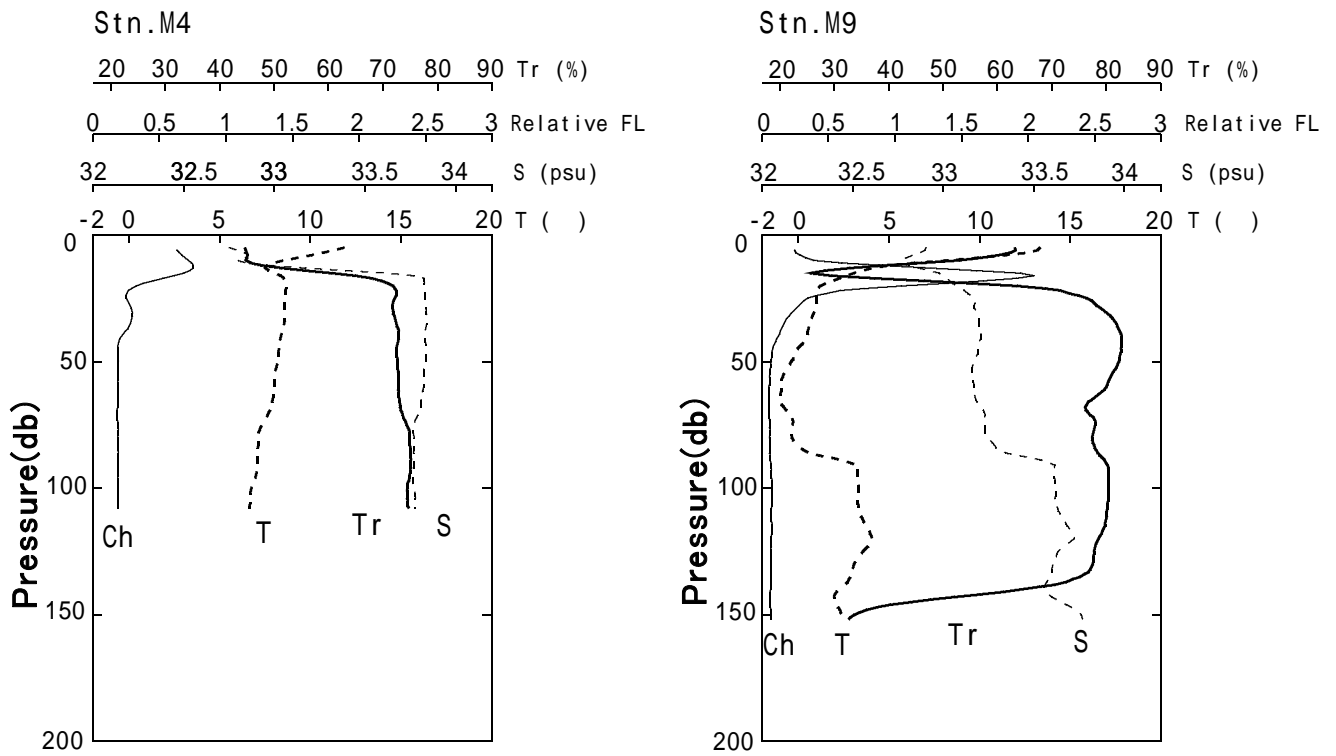 Stn.M4
20 30 40 50 60 70 80 90 Tr (%)
0 0.5 1 1.5 2 2.5 3 Relative FL
32 32.5 33 33.5 34 S (psu)
-2 0 5 10 15 20 T ( )
0
50
100
150
200
Pressure(db)
Ch T Tr S
Stn.M9
20 30 40 50 60 70 80 90 Tr (%)
0 0.5 1 1.5 2 2.5 3 Relative FL
32 32.5 33 33.5 34 S (psu)
-2 0 5 10 15 20 T ( )
0
50
100
150
200
Pressure(db)
Ch T Tr S